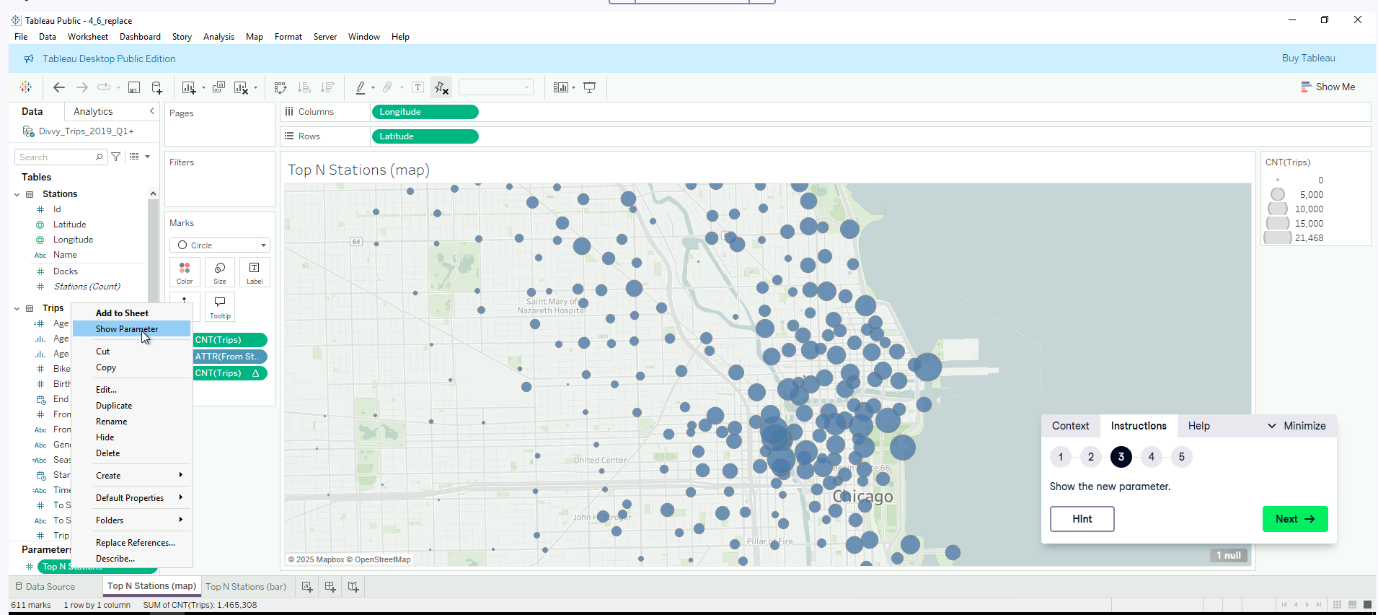 Tableau Public - 4_6_replace
File Data Worksheet Dashboard Story Analysis Map Format Server Window Help
Tableau Desktop Public Edition Buy Tableau
Show Me
Data Analytics
Divvy_Trips_2019_Q1+
Search
Tables
Stations
Id
Latitude
Longitude
Name
Docks
Stations (Count)
Trips
Age
Age
Age
Bike
Birth
End
From
From
Gen
Seas
Star
Time
To S
To S
Trip
Parameters
Top N Stations
Add to Sheet
Show Parameter
Cut
Copy
Edit...
Duplicate
Rename
Hide
Delete
Create
Default Properties
Folders
Replace References...
Describe...
Pages
Filters
Marks
Circle
Color Size Label
Tooltip
CNT(Trips)
ATTR(From St..
CNT(Trips)
Columns Longitude
Rows Latitude
Top N Stations (map)
64
Saint Mary of
Nazareth Hospital
United Center
Chicago
Pillar of Fire
© 2025 Mapbox © OpenStreetMap
1 null
CNT(Trips)
0
5,000
10,000
15,000
21,468
Context Instructions Help Minimize
1 2 3 4 5
Show the new parameter.
Hint Next →
Data Source Top N Stations (map) Top N Stations (bar)
611 marks 1 row by 1 column SUM of CNT(Trips): 1,465,308